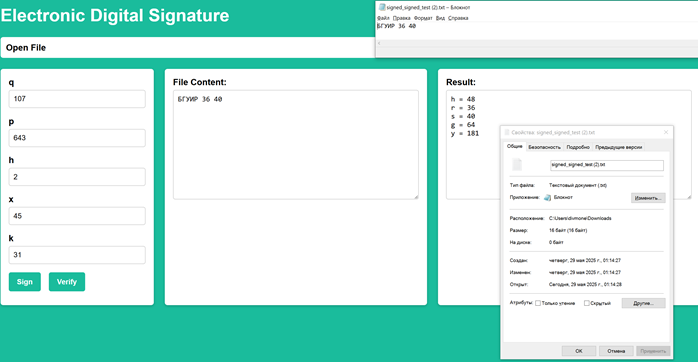 Electronic Digital Signature
Open File
signed_signed_test (2).txt – Блокнот
Файл Правка Формат Вид Справка
БГУИР 36 40
q
107
p
643
h
2
x
45
k
31
Sign Verify
File Content:
БГУИР 36 40
Result:
h = 48
r = 36
s = 40
g = 64
y = 181
Свойства: signed_signed_test (2).txt
Общие Безопасность Подробно Предыдущие версии
signed_signed_test (2).txt
Тип файла: Текстовый документ (.txt)
Приложение: Блокнот Изменить...
Расположение: C:\Users\divmone\Downloads
Размер: 16 байт (16 байт)
На диске: 0 байт
Создан: четверг, 29 мая 2025 г., 01:14:27
Изменен: четверг, 29 мая 2025 г., 01:14:27
Открыт: Сегодня, 29 мая 2025 г., 01:14:28
Атрибуты: Только чтение Скрытый Другие...
ОК Отмена Применить